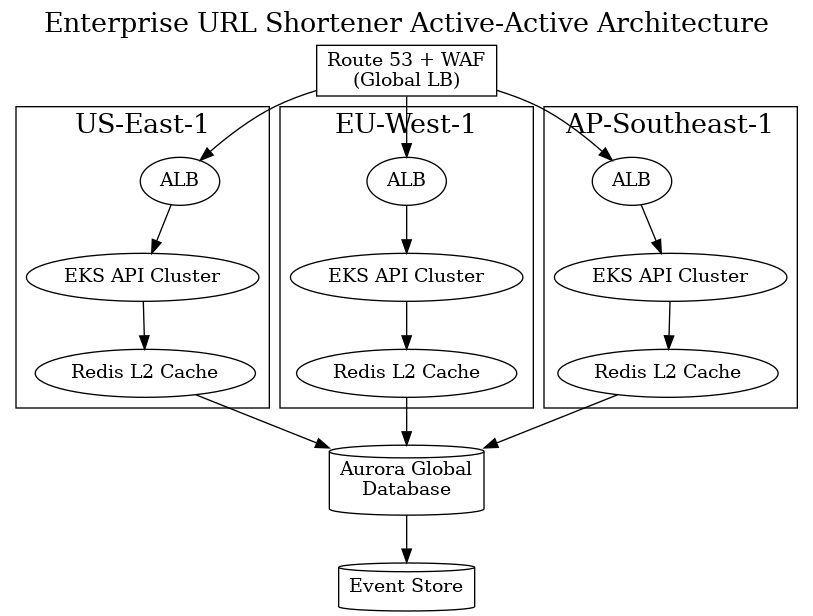 Enterprise URL Shortener Active-Active Architecture
Route 53 + WAF
(Global LB)
US-East-1
EU-West-1
AP-Southeast-1
ALB
ALB
ALB
EKS API Cluster
EKS API Cluster
EKS API Cluster
Redis L2 Cache
Redis L2 Cache
Redis L2 Cache
Aurora Global
Database
Event Store